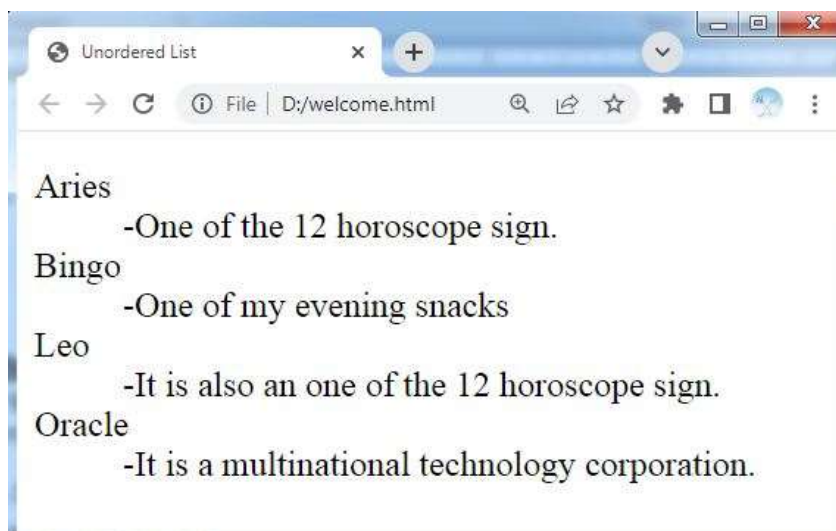 Unordered List
File D:/welcome.html
Aries
-One of the 12 horoscope sign.
Bingo
-One of my evening snacks
Leo
-It is also an one of the 12 horoscope sign.
Oracle
-It is a multinational technology corporation.